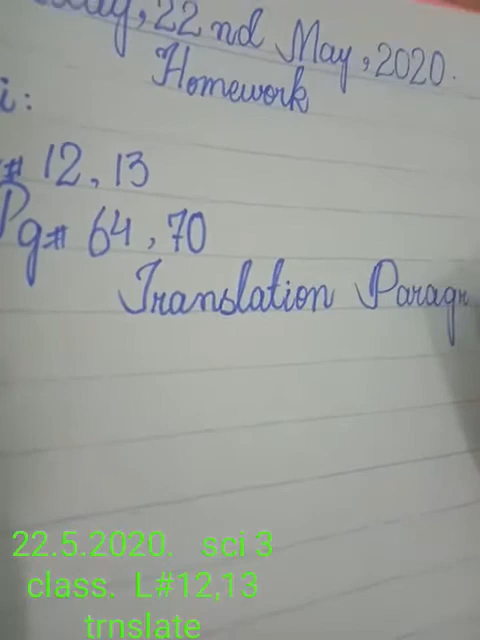 22nd May, 2020.
Homework
i:
# 12, 13
Pg# 64, 70
Translation Paragr
22.5.2020. sci 3
class. L#12,13
trnslate